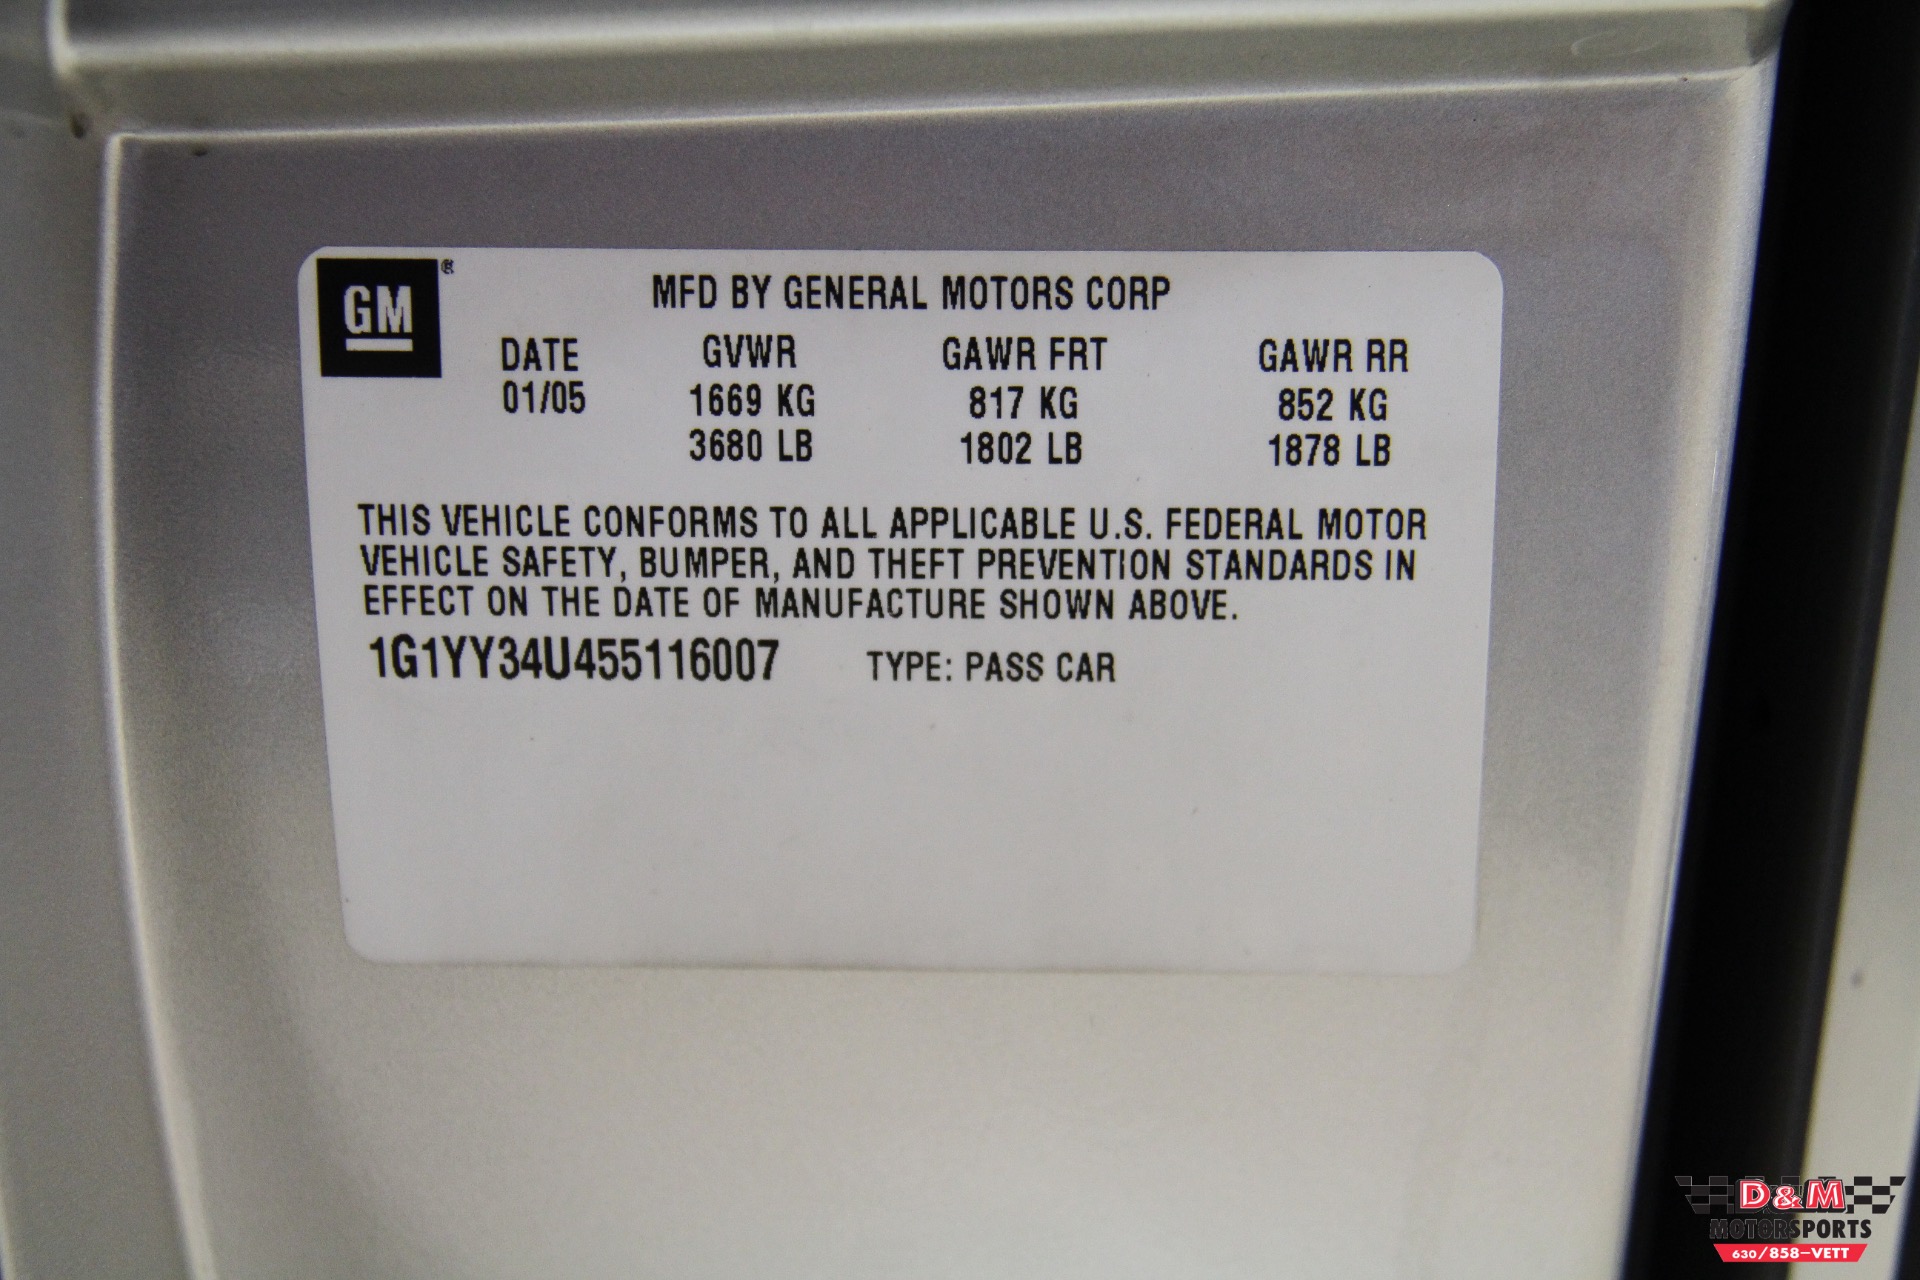 GM®
MFD BY GENERAL MOTORS CORP
DATE GVWR GAWR FRT GAWR RR
01/05 1669 KG 817 KG 852 KG
3680 LB 1802 LB 1878 LB
THIS VEHICLE CONFORMS TO ALL APPLICABLE U.S. FEDERAL MOTOR
VEHICLE SAFETY, BUMPER, AND THEFT PREVENTION STANDARDS IN
EFFECT ON THE DATE OF MANUFACTURE SHOWN ABOVE.
1G1YY34U455116007 TYPE: PASS CAR
D&M
MOTORSPORTS
630/858-VETT